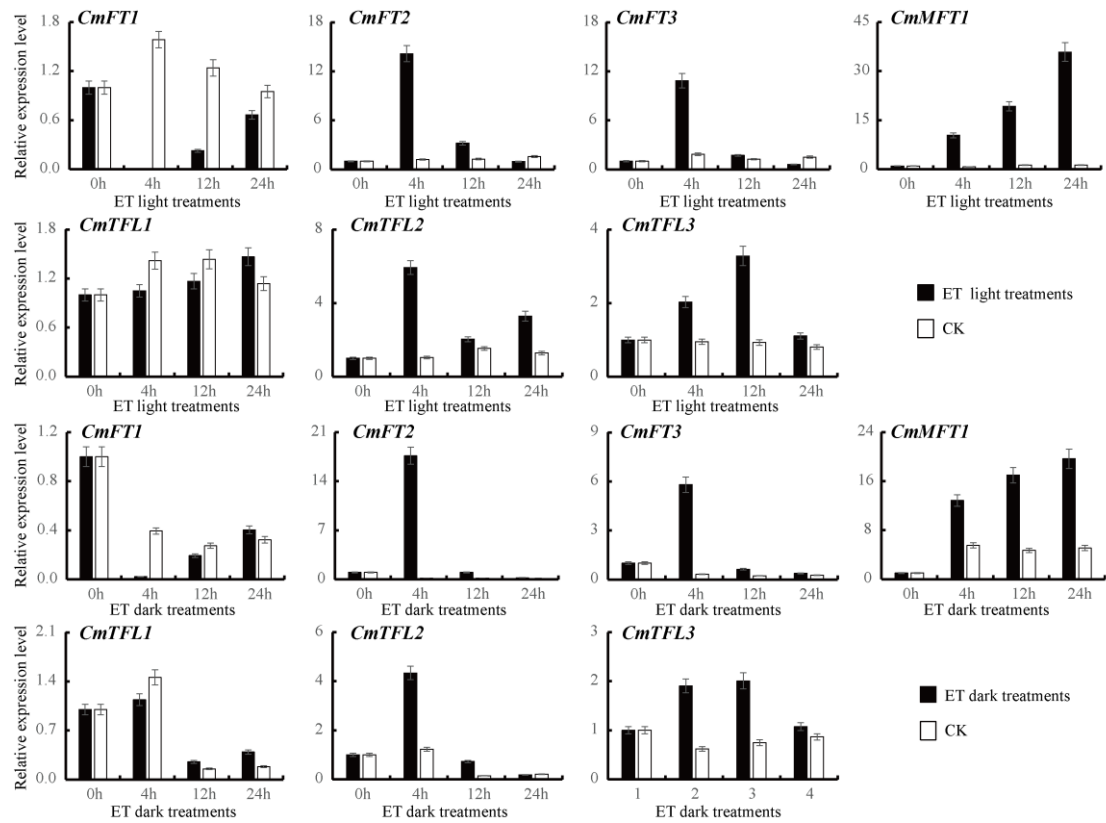 CmFT1 CmFT2 CmFT3 CmMFT1
Relative expression level
1.8 18 18 45
1.2 12 12 30
0.6 6 6 15
0.0 0 0 0
0h 4h 12h 24h 0h 4h 12h 24h 0h 4h 12h 24h 0h 4h 12h 24h
ET light treatments ET light treatments ET light treatments ET light treatments
CmTFL1 CmTFL2 CmTFL3
Relative expression level
1.8 8 4
1.2 4 2
0.6
0.0 0 0
ET light treatments
CK
0h 4h 12h 24h 0h 4h 12h 24h 0h 4h 12h 24h
ET light treatments ET light treatments ET light treatments
CmFT1 CmFT2 CmFT3 CmMFT1
Relative expression level
1.2 21 9 24
0.8 14 6 16
0.4 7 3 8
0.0 0 0 0
0h 4h 12h 24h 0h 4h 12h 24h 0h 4h 12h 24h 0h 4h 12h 24h
ET dark treatments ET dark treatments ET dark treatments ET dark treatments
CmTFL1 CmTFL2 CmTFL3
Relative expression level
2.1 6 3
1.4 4 2
0.7 2 1
0.0 0 0
ET dark treatments
CK
0h 4h 12h 24h 0h 4h 12h 24h 1 2 3 4
ET dark treatments ET dark treatments ET dark treatments